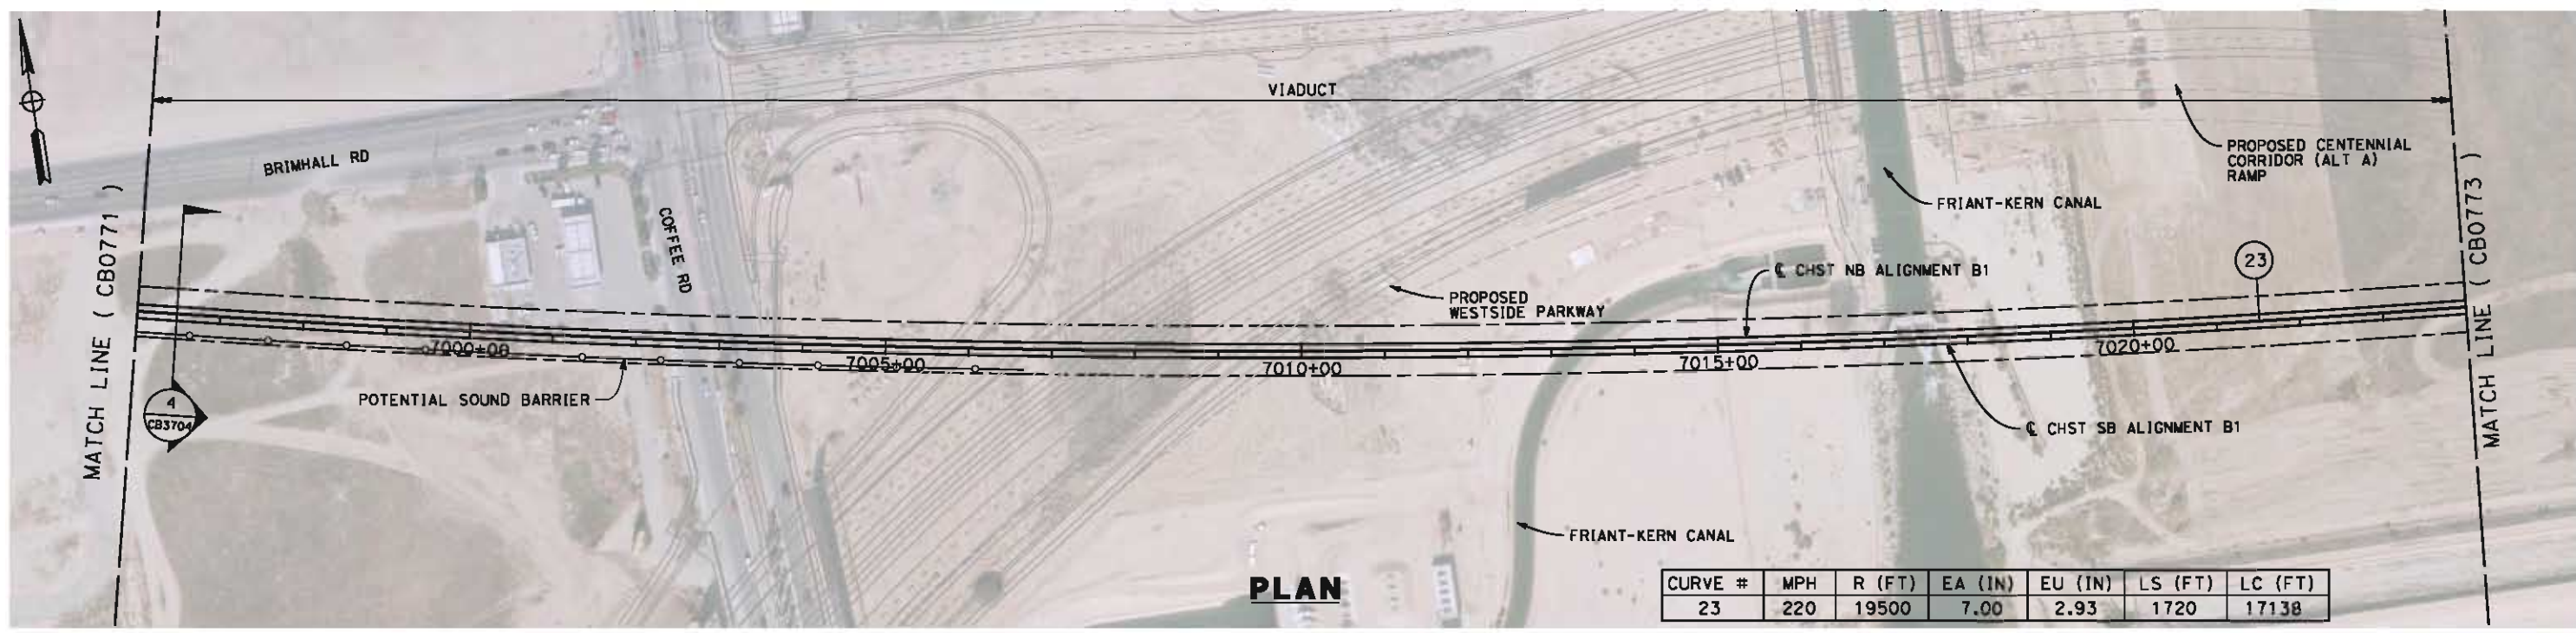 VIADUCT
BRIMHALL RD
COFFEE RD
PROPOSED CENTENNIAL
CORRIDOR (ALT A)
RAMP
FRIANT-KERN CANAL
MATCH LINE ( CB0771 )
MATCH LINE ( CB0773 )
23
℄ CHST NB ALIGNMENT B1
PROPOSED
WESTSIDE PARKWAY
7000+00
7005+00
7010+00
7015+00
7020+00
POTENTIAL SOUND BARRIER
4
CB3704
℄ CHST SB ALIGNMENT B1
FRIANT-KERN CANAL
PLAN
CURVE # MPH R (FT) EA (IN) EU (IN) LS (FT) LC (FT)
23 220 19500 7.00 2.93 1720 17138